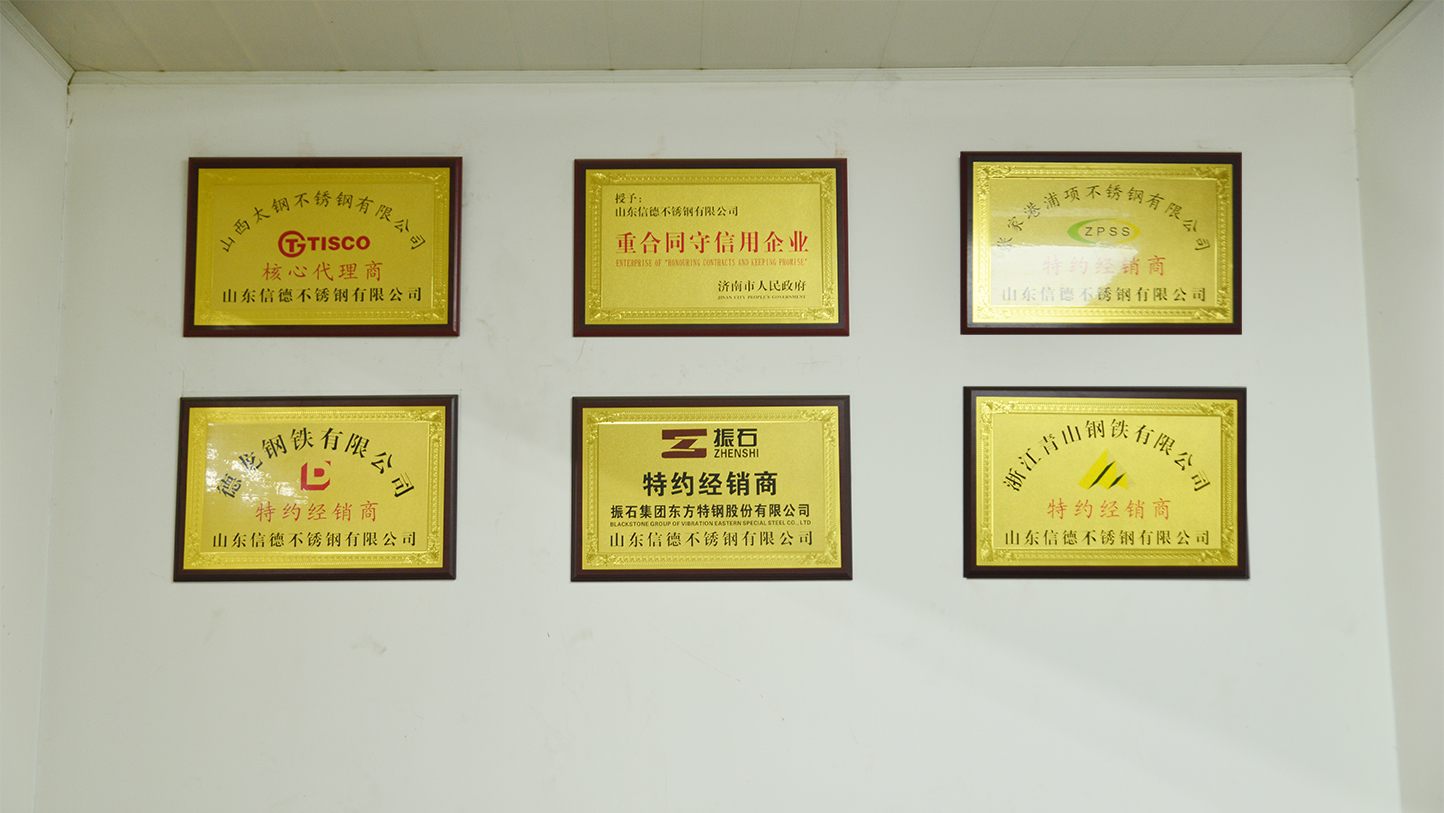 山西太钢不锈钢有限公司
TISCO
核心代理商
山东信德不锈钢有限公司
授予：
山东信德不锈钢有限公司
重合同守信用企业
ENTERPRISE OF "HONOURING CONTRACTS AND KEEPING PROMISE"
济南市人民政府
JINAN CITY PEOPLE'S GOVERNMENT
张家港浦项不锈钢有限公司
ZPSS
特约经销商
山东信德不锈钢有限公司
德龙钢铁有限公司
特约经销商
山东信德不锈钢有限公司
振石
ZHENSHI
特约经销商
振石集团东方特钢股份有限公司
BLACKSTONE GROUP OF VIBRATION EASTERN SPECIAL STEEL CO., LTD
山东信德不锈钢有限公司
浙江青山钢铁有限公司
特约经销商
山东信德不锈钢有限公司